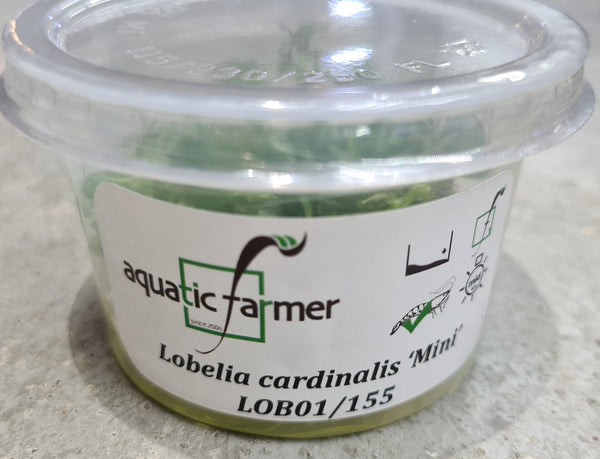 aquatic farmer
since 2006
Lobelia cardinalis ‘Mini’
LOB01/155